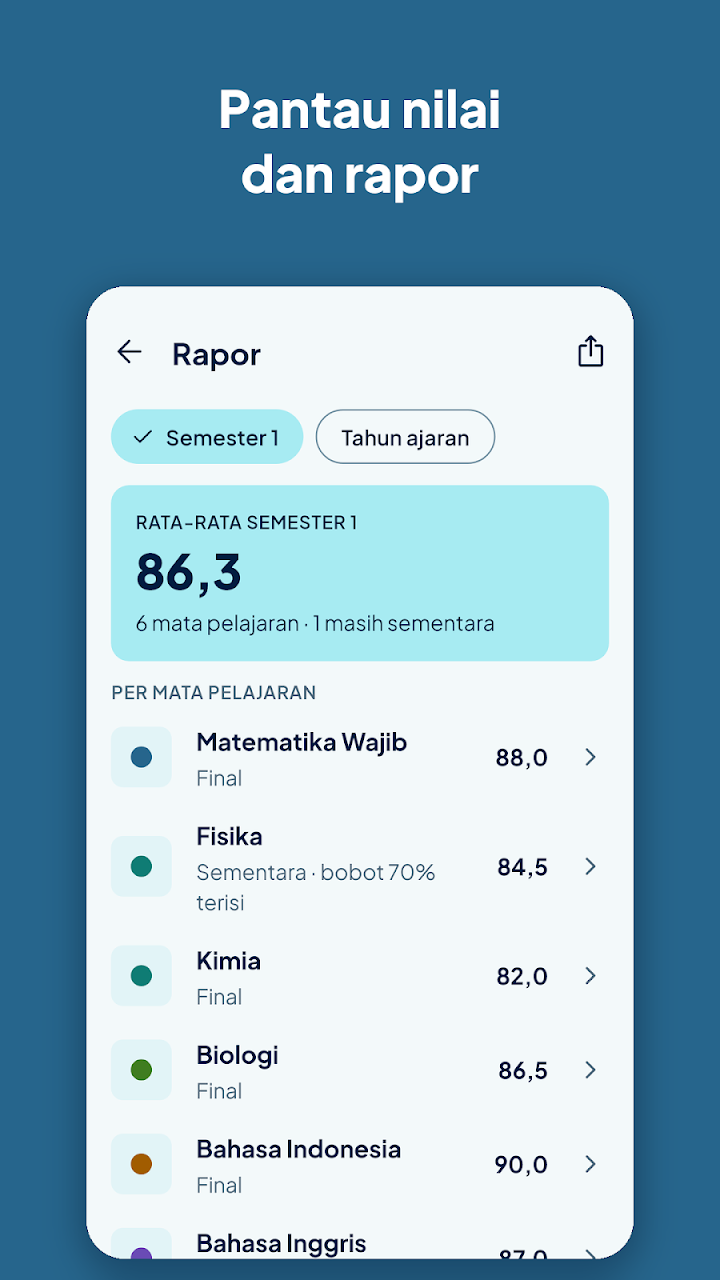 Pantau nilai
dan rapor
Rapor
Semester 1
Tahun ajaran
RATA-RATA SEMESTER 1
86,3
6 mata pelajaran · 1 masih sementara
PER MATA PELAJARAN
Matematika Wajib
Final
88,0
Fisika
Sementara · bobot 70%
terisi
84,5
Kimia
Final
82,0
Biologi
Final
86,5
Bahasa Indonesia
Final
90,0
Bahasa Inggris
87,0